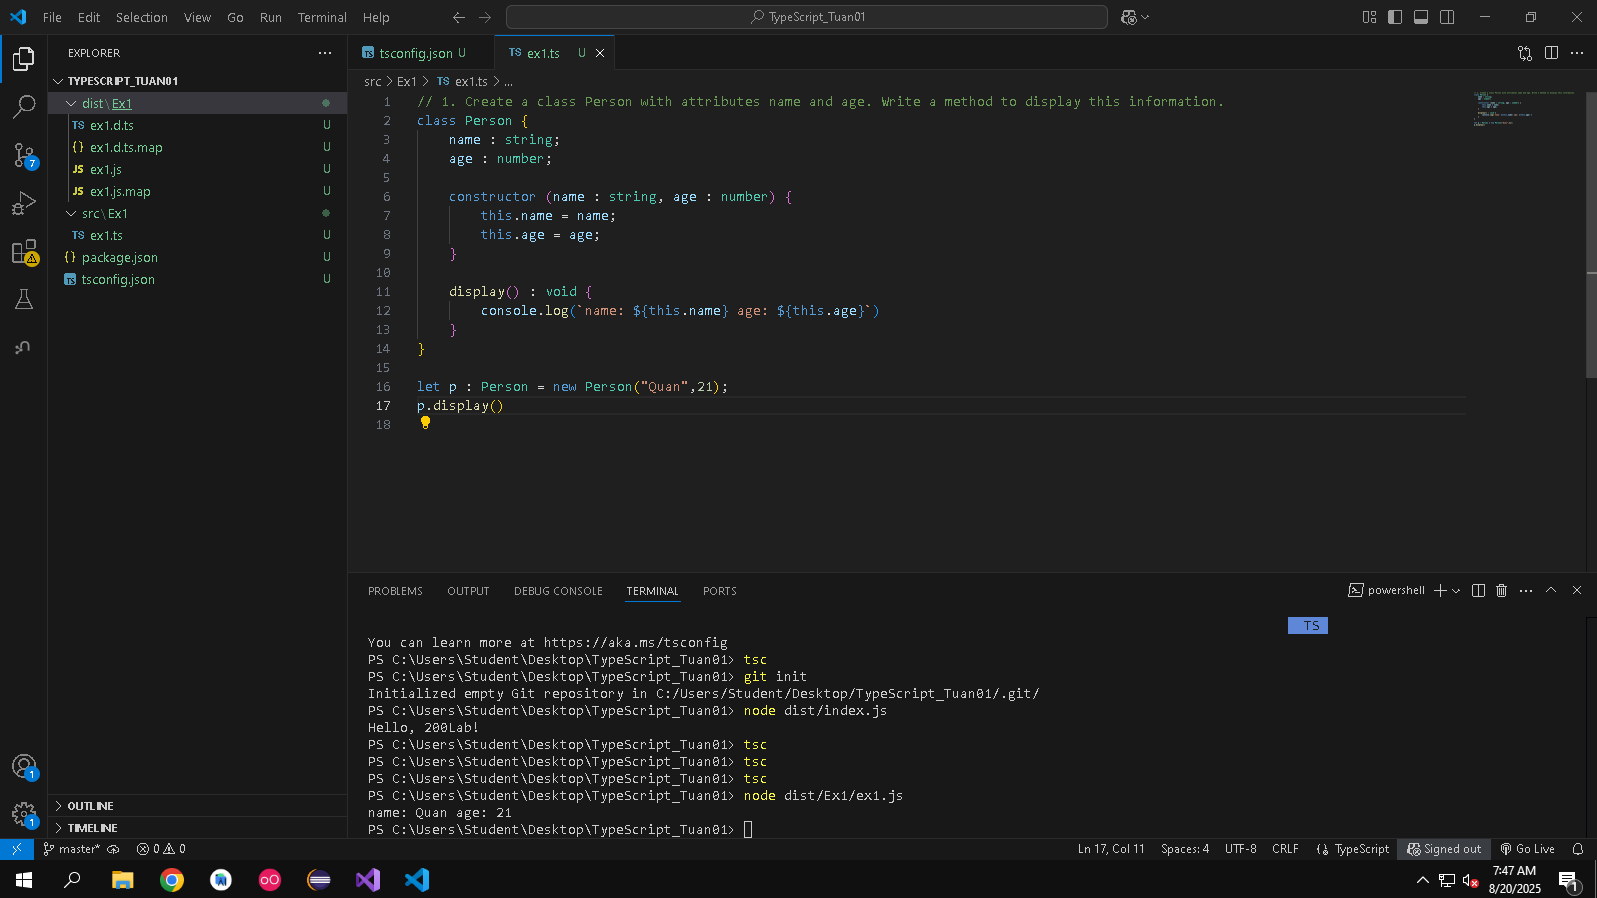 File Edit Selection View Go Run Terminal Help
TypeScript_Tuan01
EXPLORER
TYPESCRIPT_TUAN01
dist\Ex1
TS ex1.d.ts U
{} ex1.d.ts.map U
JS ex1.js U
JS ex1.js.map U
src\Ex1
TS ex1.ts U
{} package.json U
TS tsconfig.json U
OUTLINE
TIMELINE
7
1
1
TS tsconfig.json U
TS ex1.ts U
src > Ex1 > TS ex1.ts > ...
1 // 1. Create a class Person with attributes name and age. Write a method to display this information.
2 class Person {
3 name : string;
4 age : number;
5
6 constructor (name : string, age : number) {
7 this.name = name;
8 this.age = age;
9 }
10
11 display() : void {
12 console.log(`name: ${this.name} age: ${this.age}`)
13 }
14 }
15
16 let p : Person = new Person("Quan",21);
17 p.display()
18
PROBLEMS OUTPUT DEBUG CONSOLE TERMINAL PORTS
powershell
TS
You can learn more at https://aka.ms/tsconfig
PS C:\Users\Student\Desktop\TypeScript_Tuan01> tsc
PS C:\Users\Student\Desktop\TypeScript_Tuan01> git init
Initialized empty Git repository in C:/Users/Student/Desktop/TypeScript_Tuan01/.git/
PS C:\Users\Student\Desktop\TypeScript_Tuan01> node dist/index.js
Hello, 200Lab!
PS C:\Users\Student\Desktop\TypeScript_Tuan01> tsc
PS C:\Users\Student\Desktop\TypeScript_Tuan01> tsc
PS C:\Users\Student\Desktop\TypeScript_Tuan01> tsc
PS C:\Users\Student\Desktop\TypeScript_Tuan01> node dist/Ex1/ex1.js
name: Quan age: 21
PS C:\Users\Student\Desktop\TypeScript_Tuan01>
master* 0 0
Ln 17, Col 11 Spaces: 4 UTF-8 CRLF {} TypeScript Signed out Go Live
7:47 AM
8/20/2025
1